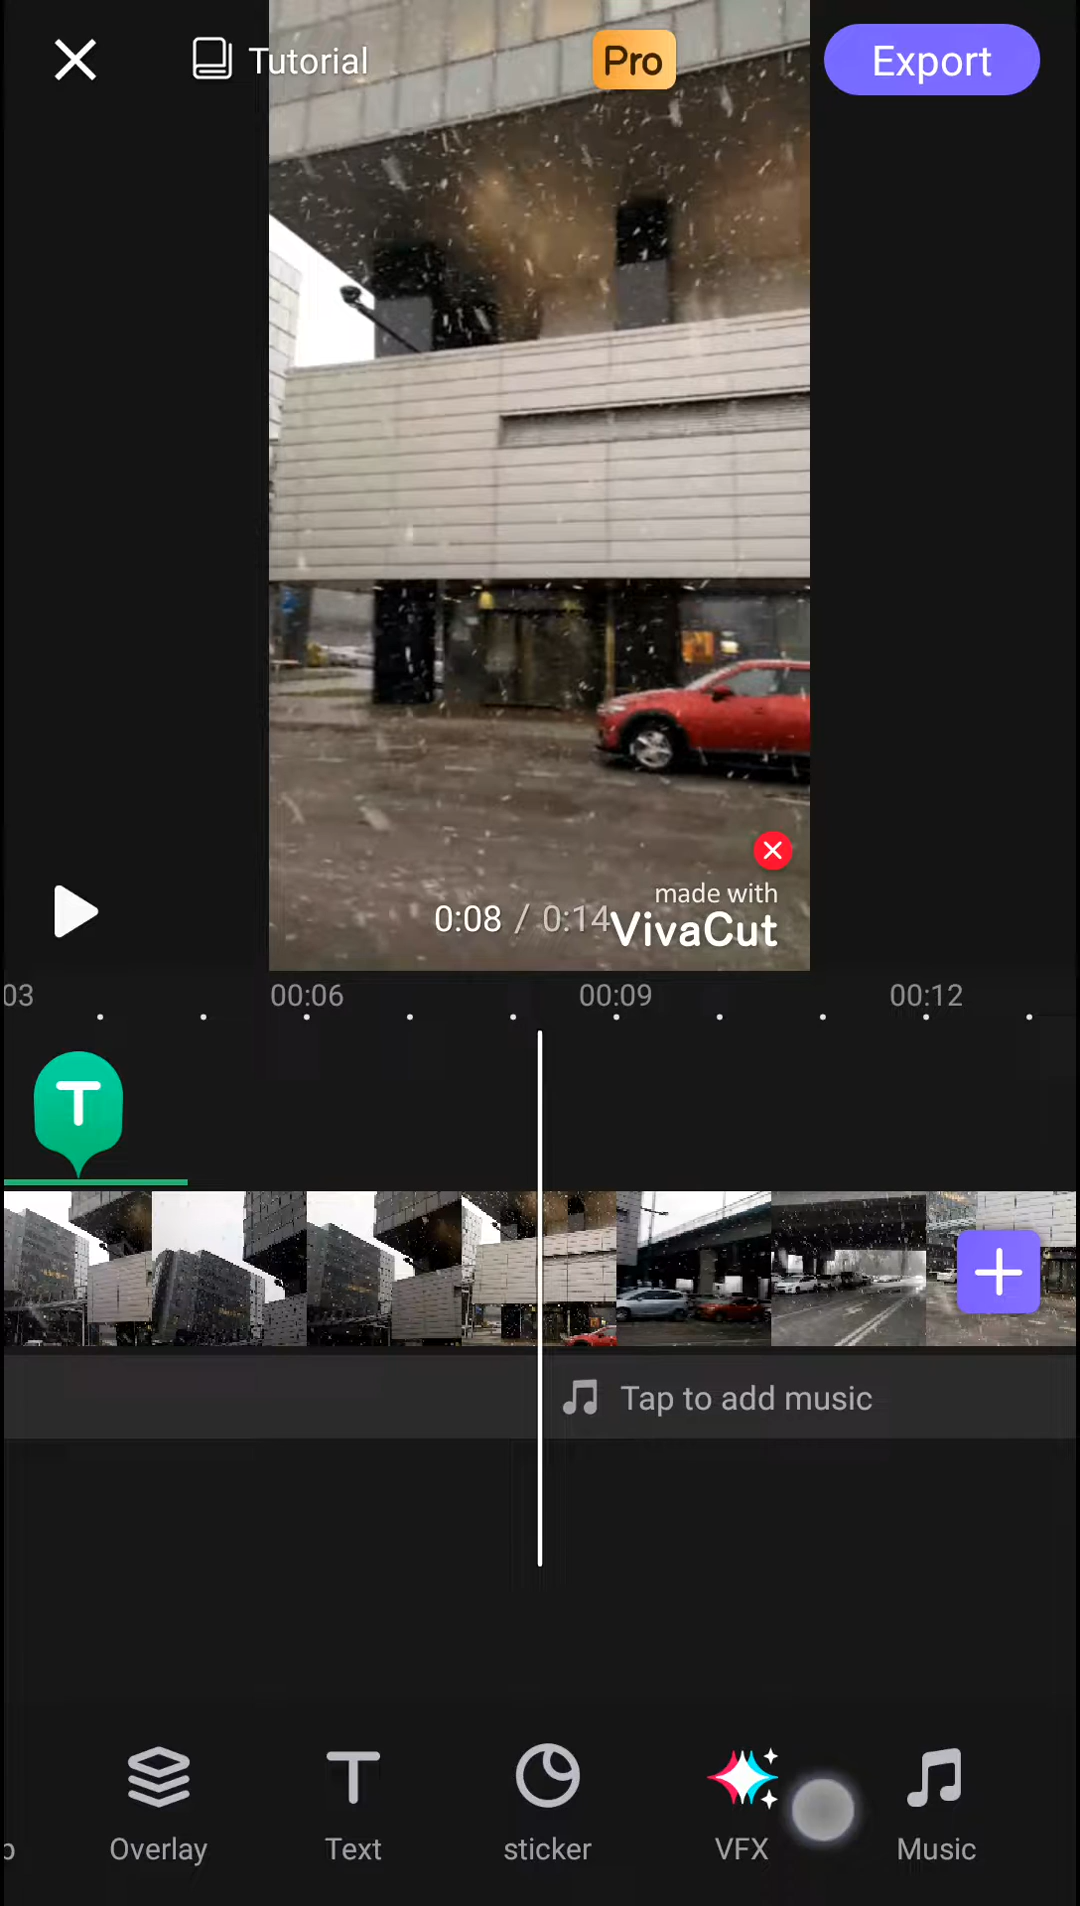 Tutorial
Pro
Export
made with
0:08 / 0:14
VivaCut
03
00:06
00:09
00:12
T
Tap to add music
Overlay
Text
sticker
VFX
Music